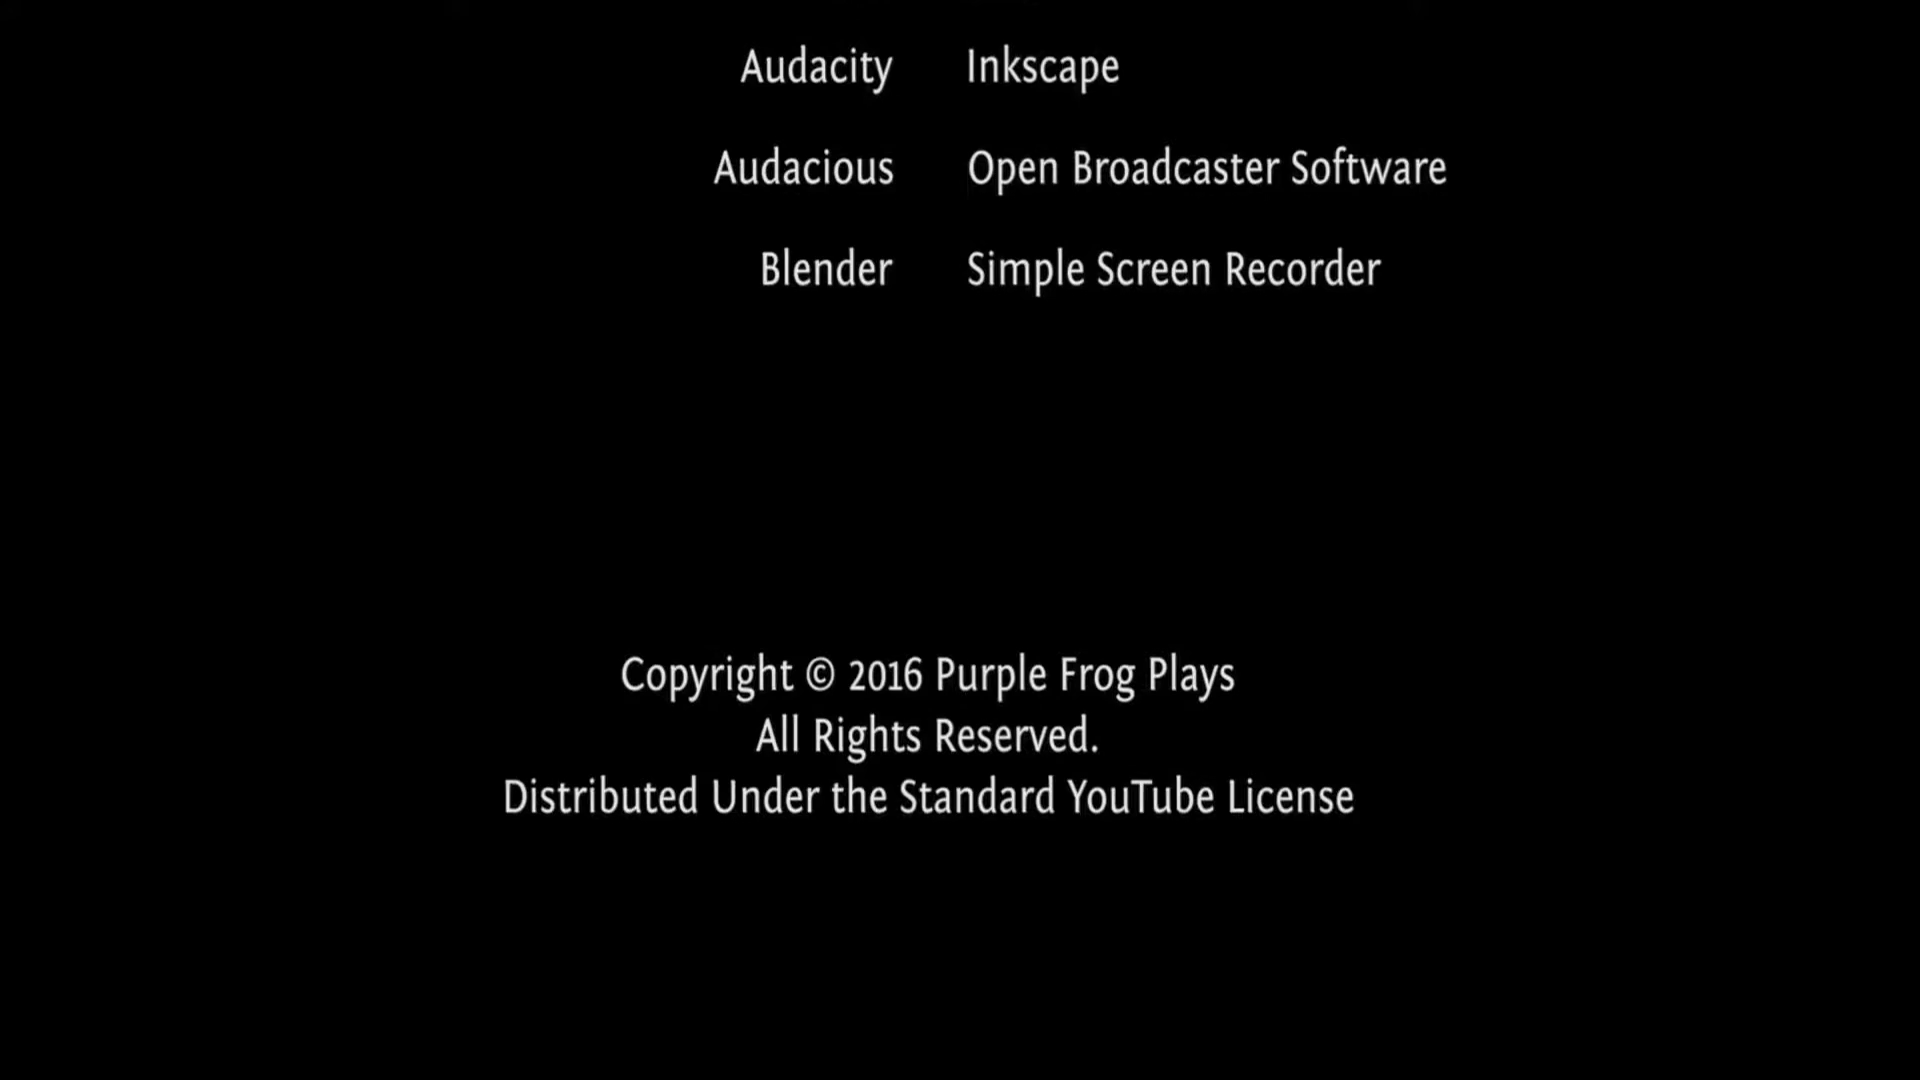 Audacity Inkscape
Audacious Open Broadcaster Software
Blender Simple Screen Recorder
Copyright © 2016 Purple Frog Plays
All Rights Reserved.
Distributed Under the Standard YouTube License